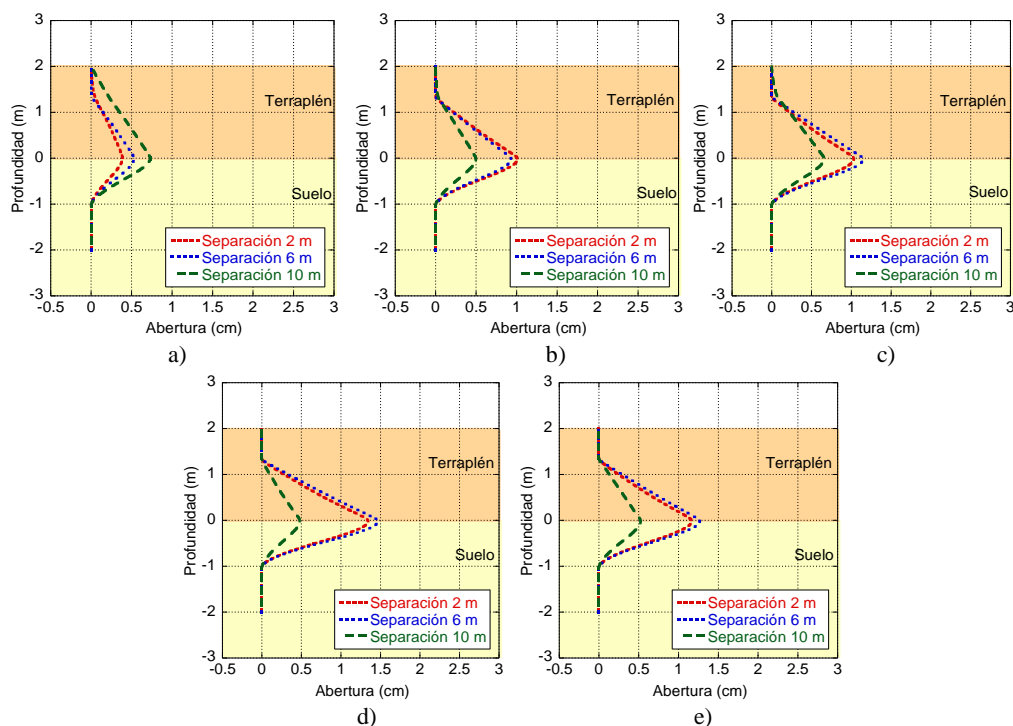 3
2
1
0
-1
-2
-3
Profundidad (m)
Terraplén
Suelo
Separación 2 m
Separación 6 m
Separación 10 m
-0.5 0 0.5 1 1.5 2 2.5 3
Abertura (cm)
a)
3
2
1
0
-1
-2
-3
Profundidad (m)
Terraplén
Suelo
Separación 2 m
Separación 6 m
Separación 10 m
-0.5 0 0.5 1 1.5 2 2.5 3
Abertura (cm)
b)
3
2
1
0
-1
-2
-3
Profundidad (m)
Terraplén
Suelo
Separación 2 m
Separación 6 m
Separación 10 m
-0.5 0 0.5 1 1.5 2 2.5 3
Abertura (cm)
c)
3
2
1
0
-1
-2
-3
Profundidad (m)
Terraplén
Suelo
Separación 2 m
Separación 6 m
Separación 10 m
-0.5 0 0.5 1 1.5 2 2.5 3
Abertura (cm)
d)
3
2
1
0
-1
-2
-3
Profundidad (m)
Terraplén
Suelo
Separación 2 m
Separación 6 m
Separación 10 m
-0.5 0 0.5 1 1.5 2 2.5 3
Abertura (cm)
e)